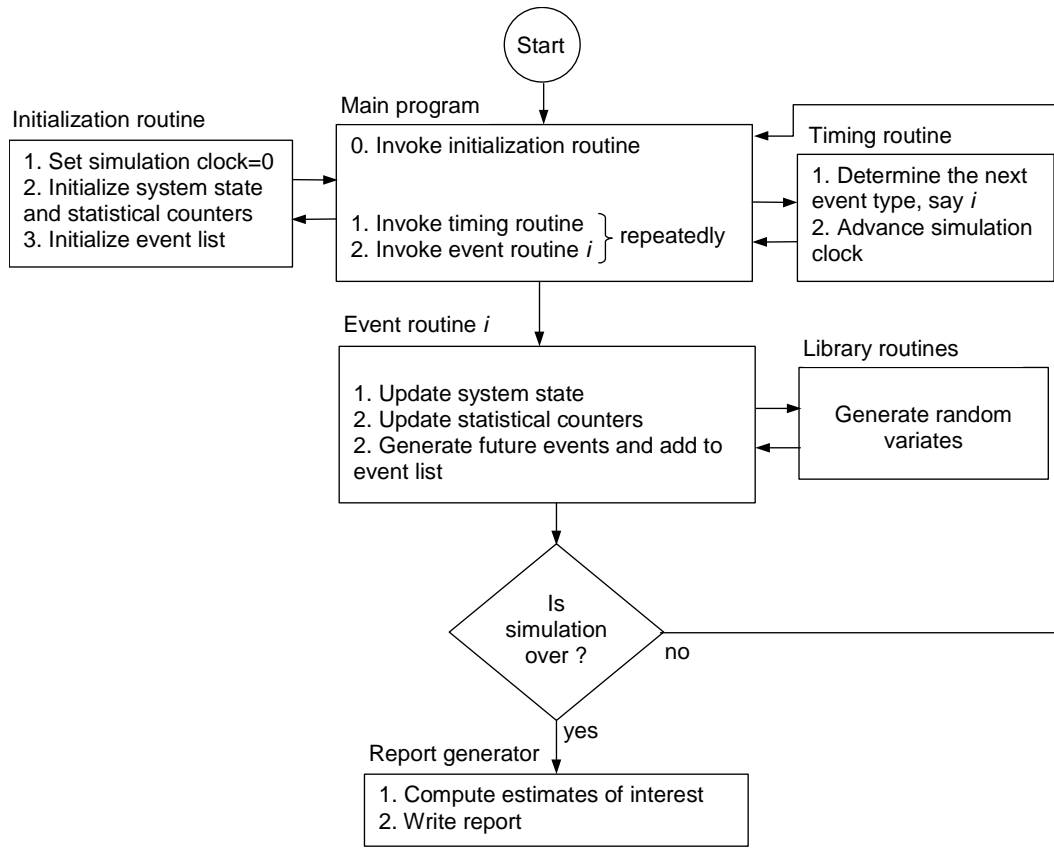 Start
Main program
Initialization routine
1. Set simulation clock=0
2. Initialize system state
and statistical counters
3. Initialize event list
0. Invoke initialization routine
1. Invoke timing routine
2. Invoke event routine i
repeatedly
Timing routine
1. Determine the next
event type, say i
2. Advance simulation
clock
Event routine i
1. Update system state
2. Update statistical counters
2. Generate future events and add to
event list
Library routines
Generate random
variates
Is
simulation
over ?
no
yes
Report generator
1. Compute estimates of interest
2. Write report